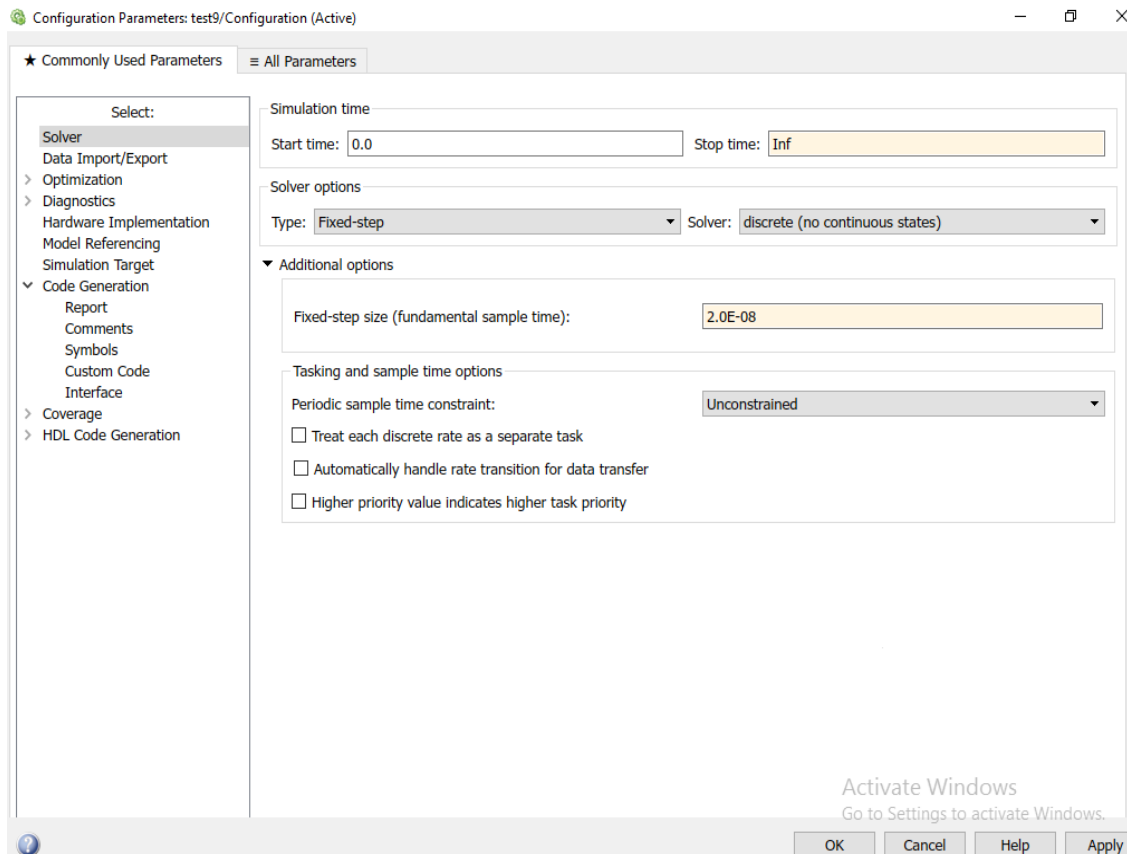 Configuration Parameters: test9/Configuration (Active)
★ Commonly Used Parameters
≡ All Parameters
Select:
Solver
Data Import/Export
Optimization
Diagnostics
Hardware Implementation
Model Referencing
Simulation Target
Code Generation
Report
Comments
Symbols
Custom Code
Interface
Coverage
HDL Code Generation
Simulation time
Start time: 0.0 Stop time: Inf
Solver options
Type: Fixed-step Solver: discrete (no continuous states)
Additional options
Fixed-step size (fundamental sample time): 2.0E-08
Tasking and sample time options
Periodic sample time constraint: Unconstrained
Treat each discrete rate as a separate task
Automatically handle rate transition for data transfer
Higher priority value indicates higher task priority
Activate Windows
Go to Settings to activate Windows.
? OK Cancel Help Apply